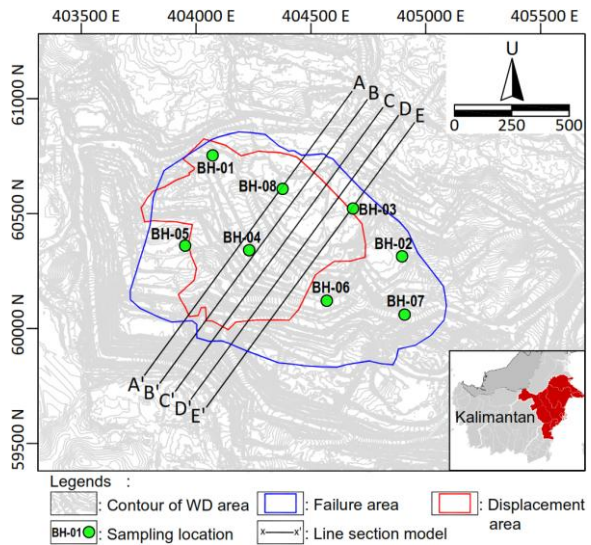 403500 E 404000 E 404500 E 405000 E 405500 E
61000 N
60500 N
60000 N
59500 N
U
0 250 500
A
B
C
D
E
BH-01
BH-08
BH-03
BH-05
BH-04
BH-02
BH-06
BH-07
A'
B'
C'
D'
E'
Kalimantan
Legends :
: Contour of WD area : Failure area : Displacement area
BH-01 : Sampling location x x' : Line section model